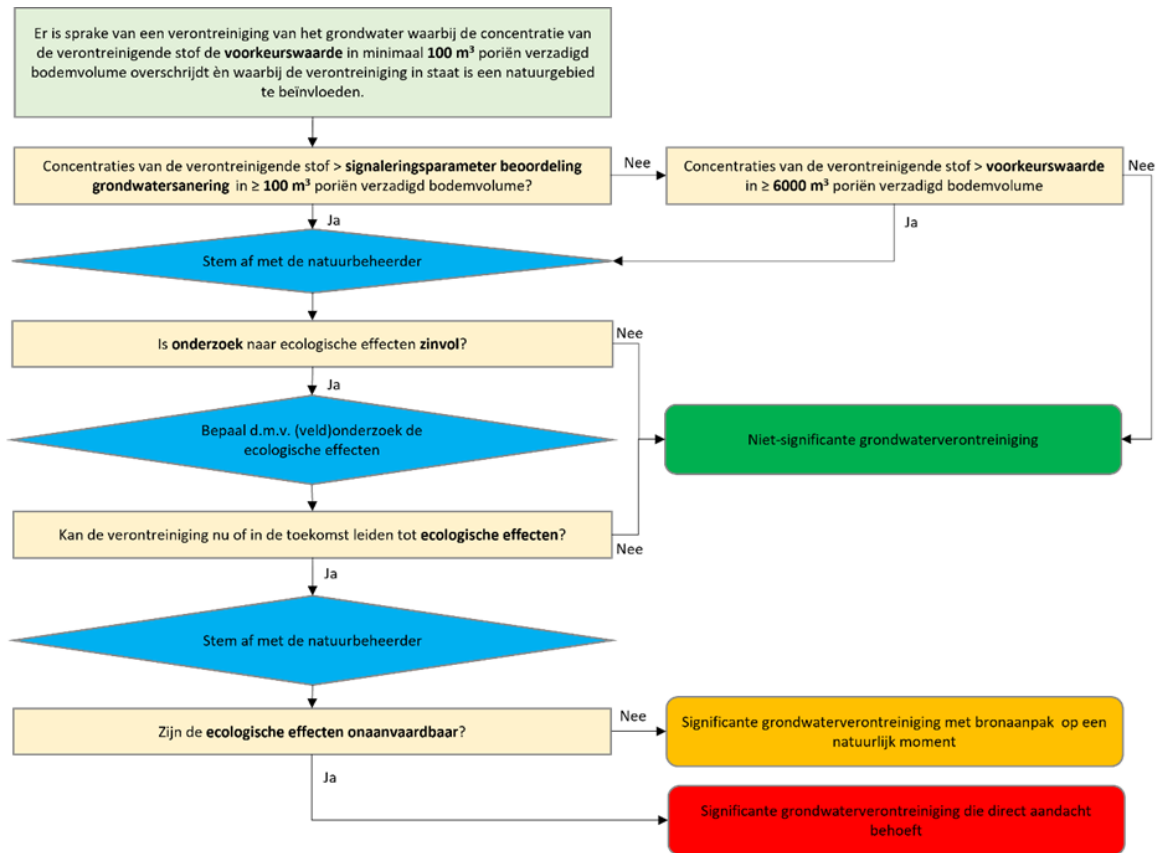 Er is sprake van een verontreiniging van het grondwater waarbij de concentratie van
de verontreinigende stof de voorkeurswaarde in minimaal 100 m³ poriën verzadigd
bodemvolume overschrijdt èn waarbij de verontreiniging in staat is een natuurgebied
te beïnvloeden.
Concentraties van de verontreinigende stof > signaleringsparameter beoordeling
grondwatersanering in ≥ 100 m³ poriën verzadigd bodemvolume?
Nee
Concentraties van de verontreinigende stof > voorkeurswaarde
in ≥ 6000 m³ poriën verzadigd bodemvolume
Nee
Ja
Ja
Stem af met de natuurbeheerder
Is onderzoek naar ecologische effecten zinvol?
Nee
Ja
Bepaal d.m.v. (veld)onderzoek de
ecologische effecten
Niet-significante grondwaterverontreiniging
Kan de verontreiniging nu of in de toekomst leiden tot ecologische effecten?
Nee
Ja
Stem af met de natuurbeheerder
Zijn de ecologische effecten onaanvaardbaar?
Nee
Significante grondwaterverontreiniging met bronaanpak op een
natuurlijk moment
Ja
Significante grondwaterverontreiniging die direct aandacht
behoeft